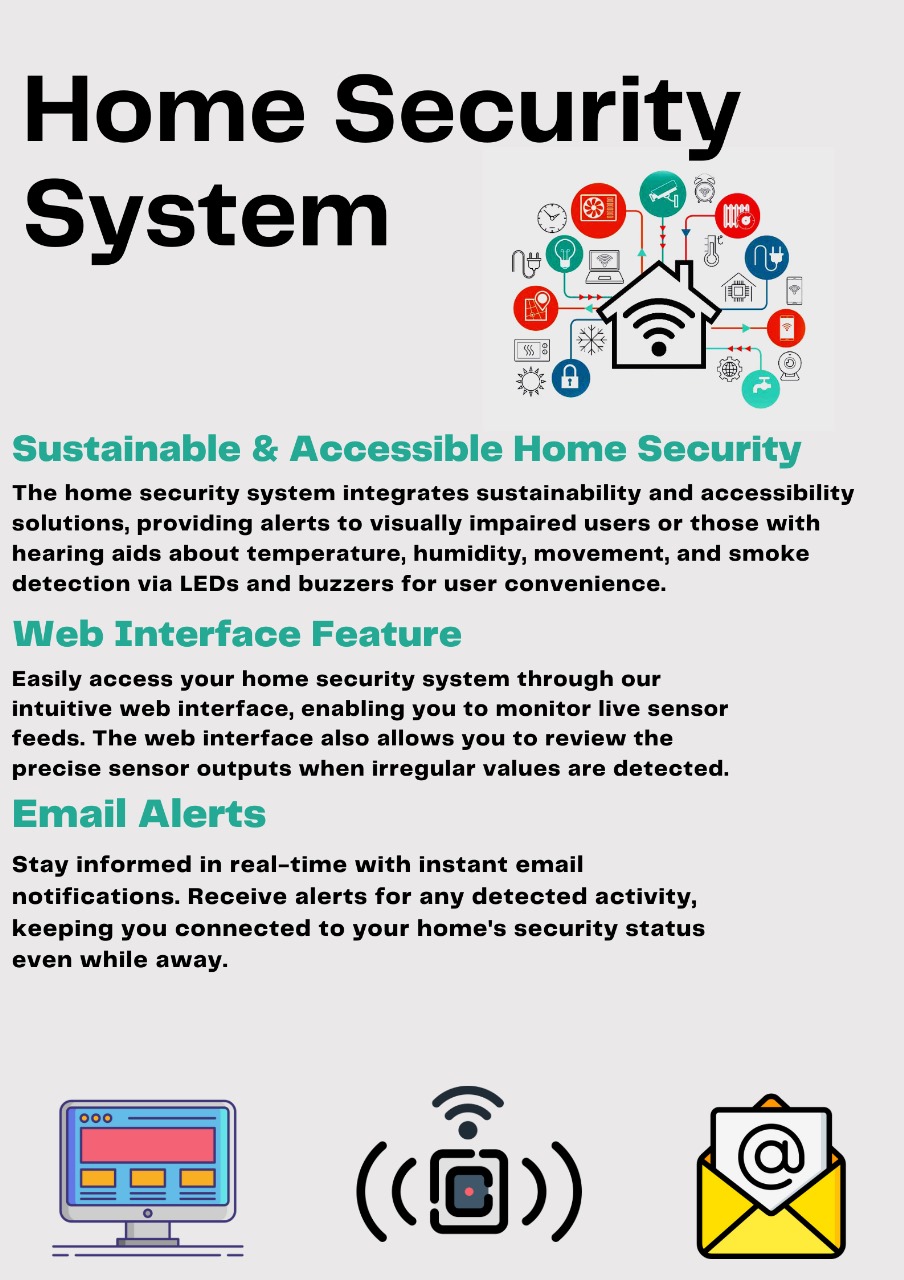 Home Security
System
Sustainable & Accessible Home Security
The home security system integrates sustainability and accessibility
solutions, providing alerts to visually impaired users or those with
hearing aids about temperature, humidity, movement, and smoke
detection via LEDs and buzzers for user convenience.
Web Interface Feature
Easily access your home security system through our
intuitive web interface, enabling you to monitor live sensor
feeds. The web interface also allows you to review the
precise sensor outputs when irregular values are detected.
Email Alerts
Stay informed in real-time with instant email
notifications. Receive alerts for any detected activity,
keeping you connected to your home's security status
even while away.